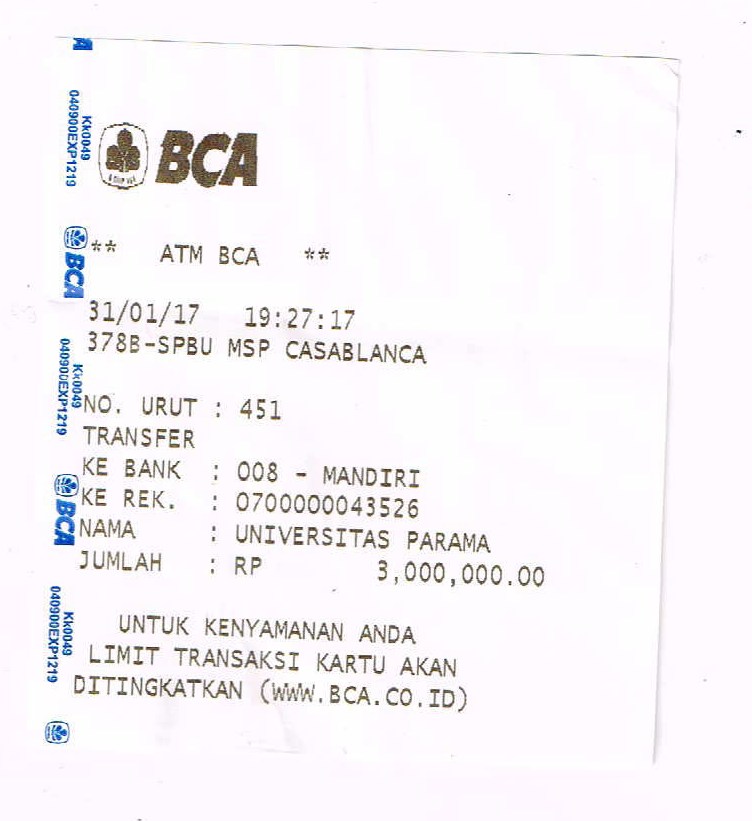 BCA
** ATM BCA **
31/01/17 19:27:17
378B-SPBU MSP CASABLANCA
NO. URUT : 451
TRANSFER
KE BANK : 008 - MANDIRI
KE REK. : 0700000043526
NAMA : UNIVERSITAS PARAMA
JUMLAH : RP 3,000,000.00
UNTUK KENYAMANAN ANDA
LIMIT TRANSAKSI KARTU AKAN
DITINGKATKAN (WWW.BCA.CO.ID)
Kk0049
040900EXP1219
BCA
Kk0049
040900EXP1219
BCA
Kk0049
040900EXP1219